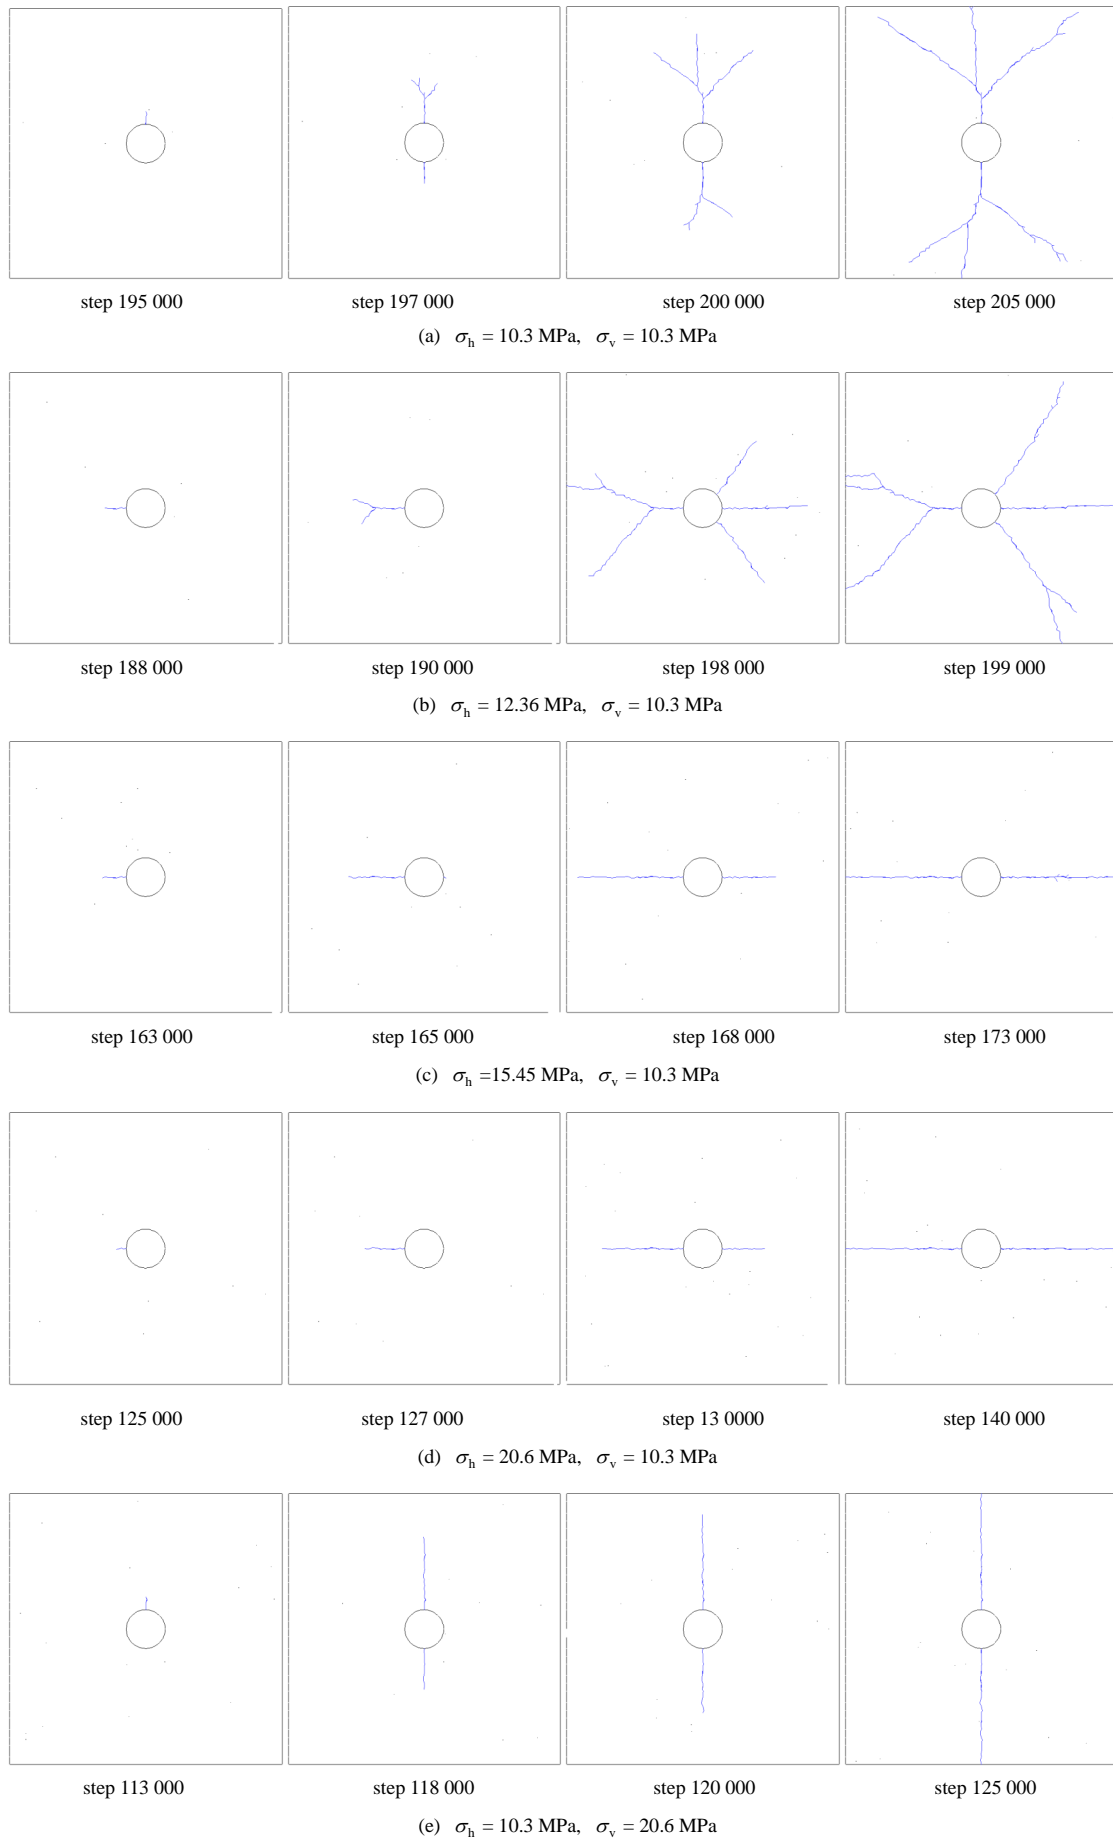 step 195 000 step 197 000 step 200 000 step 205 000
(a) σh = 10.3 MPa, σv = 10.3 MPa
step 188 000 step 190 000 step 198 000 step 199 000
(b) σh = 12.36 MPa, σv = 10.3 MPa
step 163 000 step 165 000 step 168 000 step 173 000
(c) σh =15.45 MPa, σv = 10.3 MPa
step 125 000 step 127 000 step 13 0000 step 140 000
(d) σh = 20.6 MPa, σv = 10.3 MPa
step 113 000 step 118 000 step 120 000 step 125 000
(e) σh = 10.3 MPa, σv = 20.6 MPa